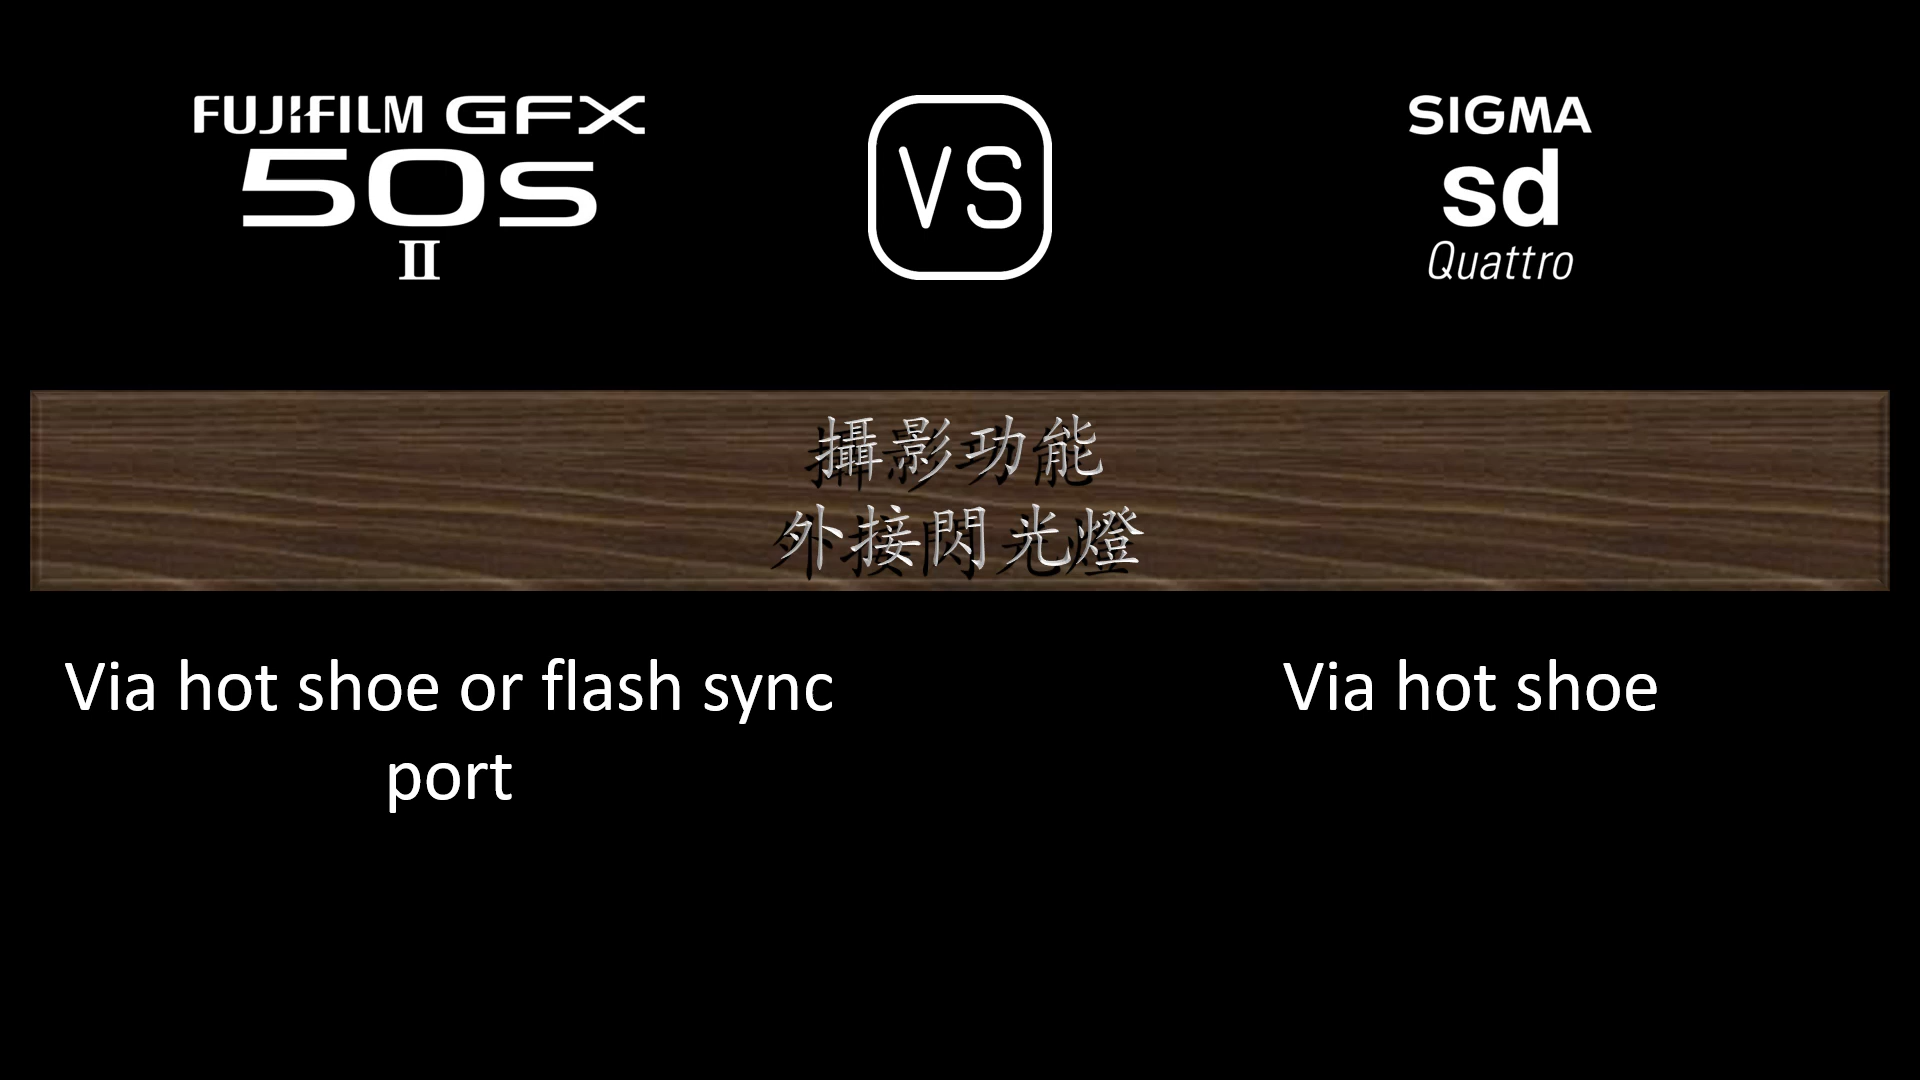 FUJIFILM GFX
50s
II
VS
SIGMA
sd
Quattro
攝影功能
外接閃光燈
Via hot shoe or flash sync
port
Via hot shoe